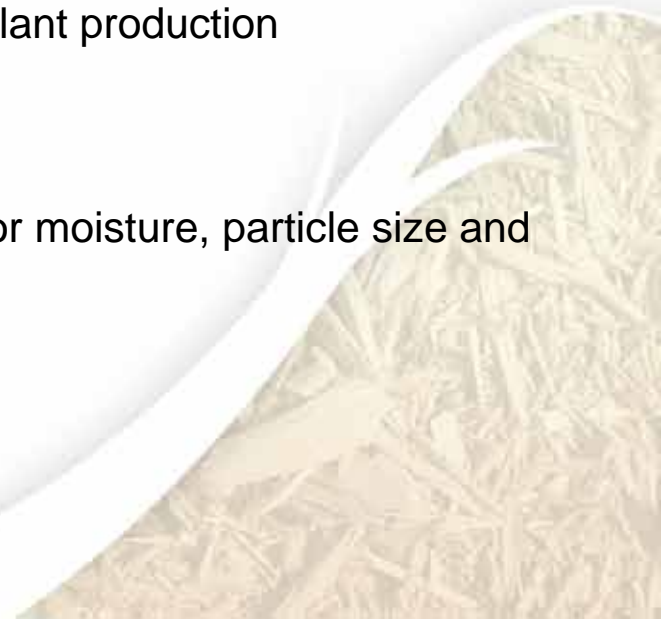 lant production
or moisture, particle size and